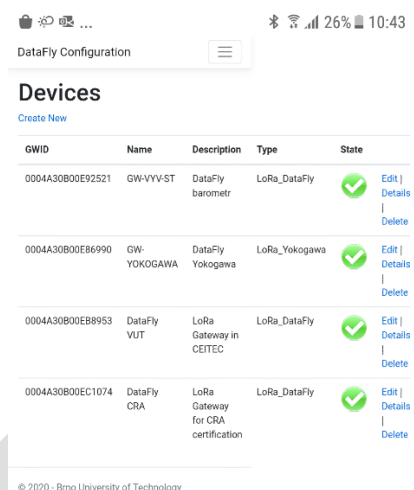 ... 26% 10:43
DataFly Configuration
Devices
Create New
GWID Name Description Type State
0004A30B00E92521 GW-VYV-ST DataFly LoRa_DataFly Edit |
barometr Details
|
Delete
0004A30B00E86990 GW- DataFly LoRa_Yokogawa Edit |
YOKOGAWA Yokogawa Details
|
Delete
0004A30B00EB8953 DataFly LoRa LoRa_DataFly Edit |
VUT Gateway in Details
CEITEC |
Delete
0004A30B00EC1074 DataFly LoRa LoRa_DataFly Edit |
CRA Gateway Details
for CRA |
certification Delete
© 2020 - Brno University of Technology